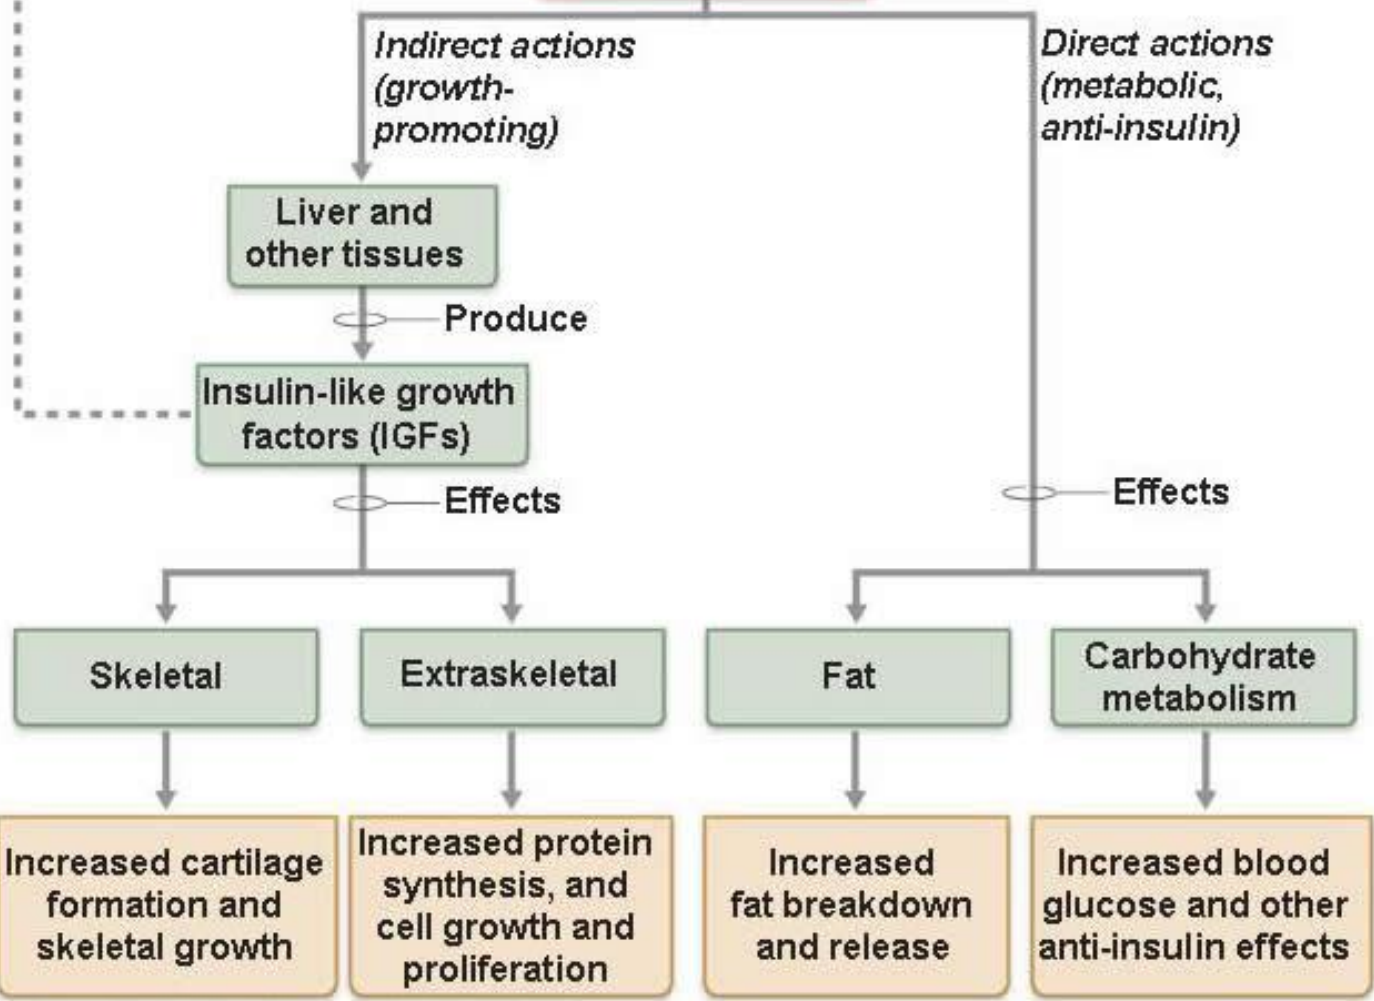 Indirect actions
(growth-
promoting)
Direct actions
(metabolic,
anti-insulin)
Liver and
other tissues
Produce
Insulin-like growth
factors (IGFs)
Effects
Effects
Skeletal
Extraskeletal
Fat
Carbohydrate
metabolism
Increased cartilage
formation and
skeletal growth
Increased protein
synthesis, and
cell growth and
proliferation
Increased
fat breakdown
and release
Increased blood
glucose and other
anti-insulin effects